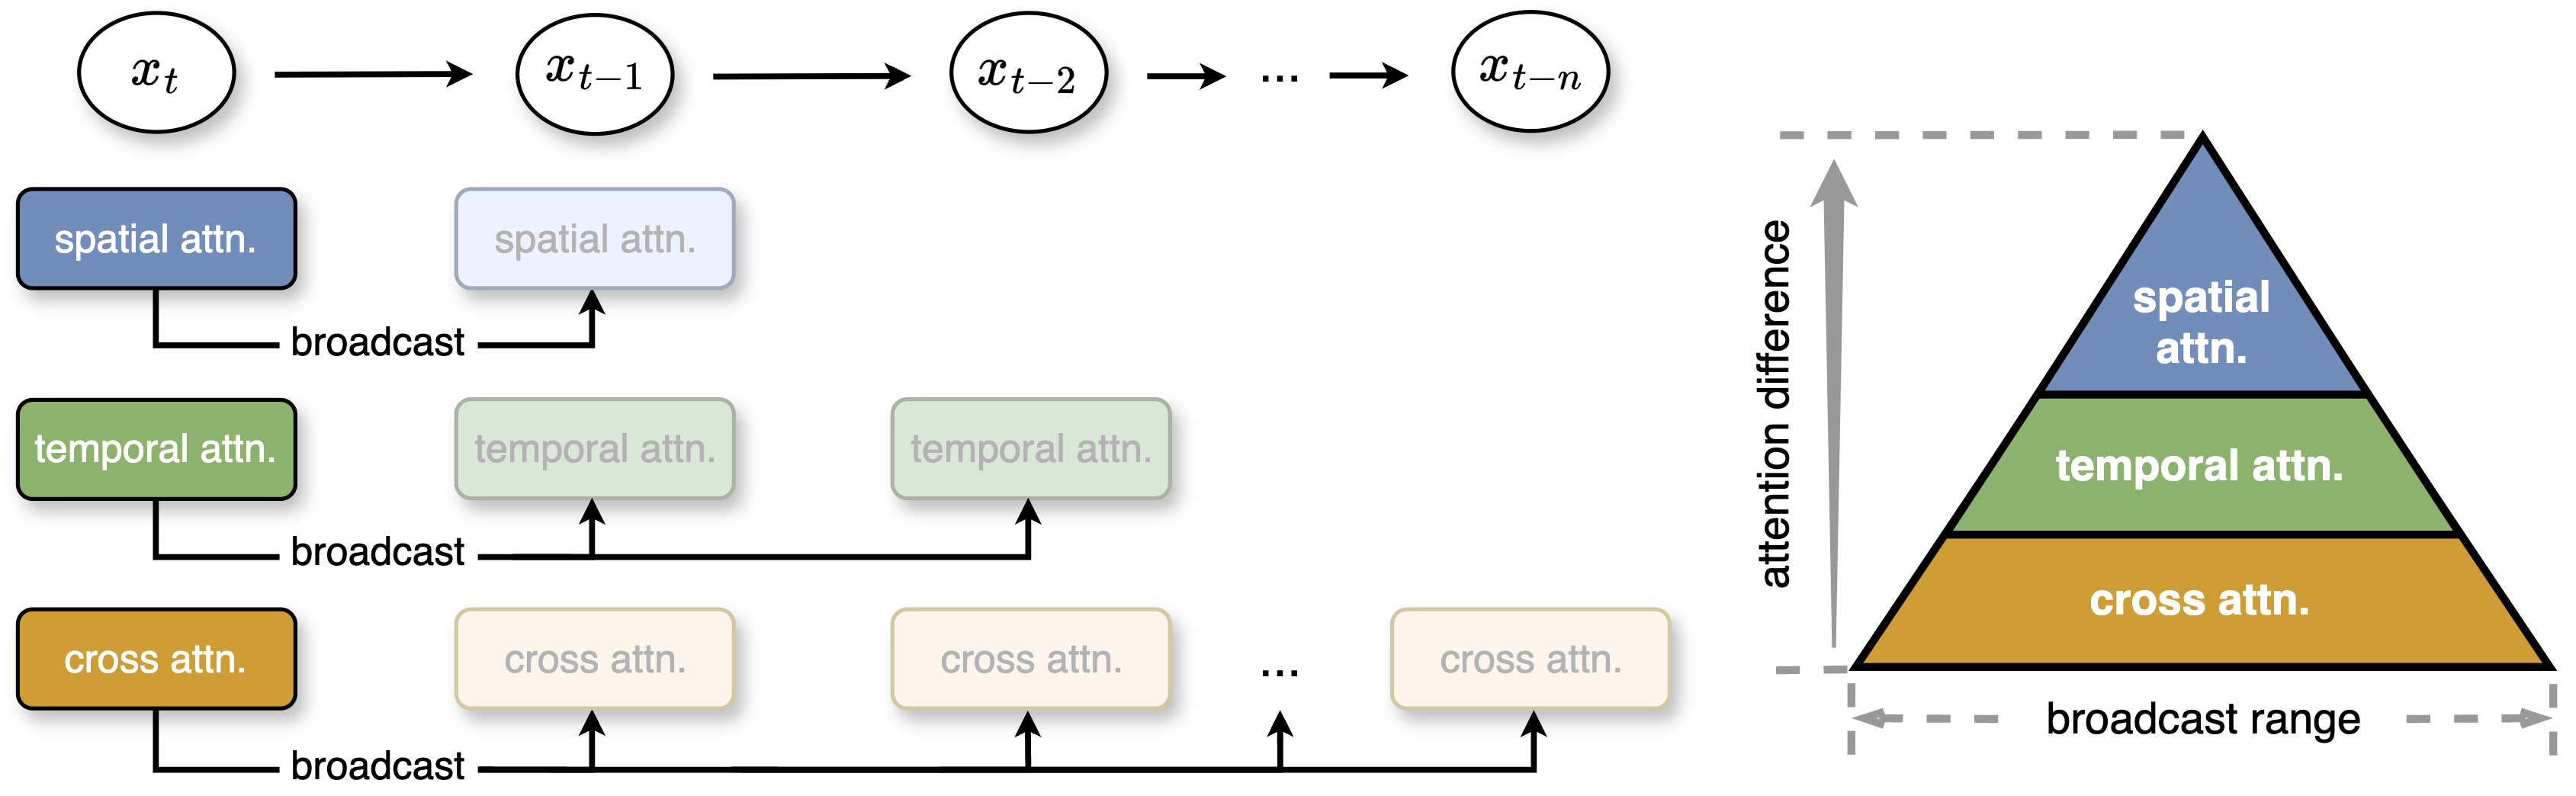 x_t
x_{t-1}
x_{t-2}
...
x_{t-n}
spatial attn.
spatial attn.
broadcast
temporal attn.
temporal attn.
temporal attn.
broadcast
cross attn.
cross attn.
cross attn.
...
cross attn.
broadcast
attention difference
spatial
attn.
temporal attn.
cross attn.
broadcast range